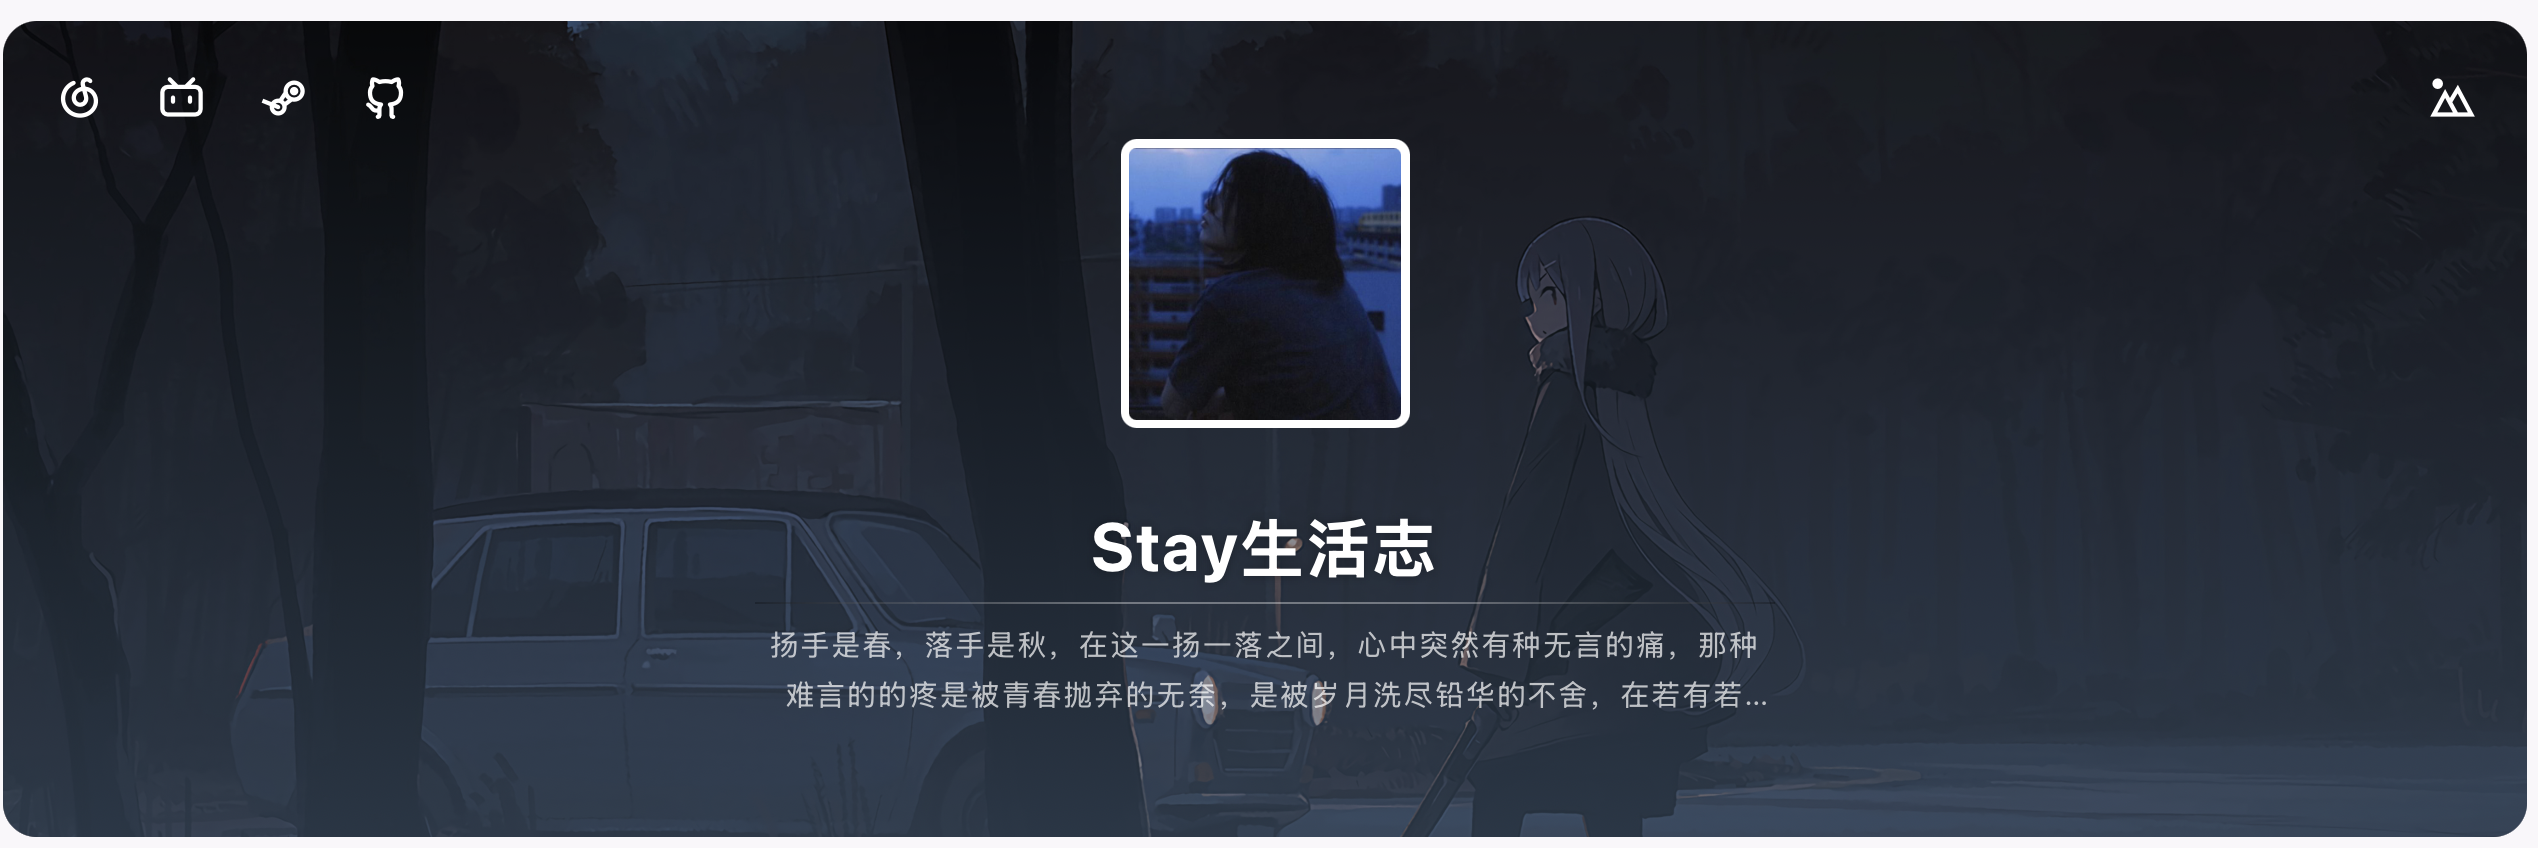 Stay生活志
扬手是春，落手是秋，在这一扬一落之间，心中突然有种无言的痛，那种
难言的的疼是被青春抛弃的无奈，是被岁月洗尽铅华的不舍，在若有若...